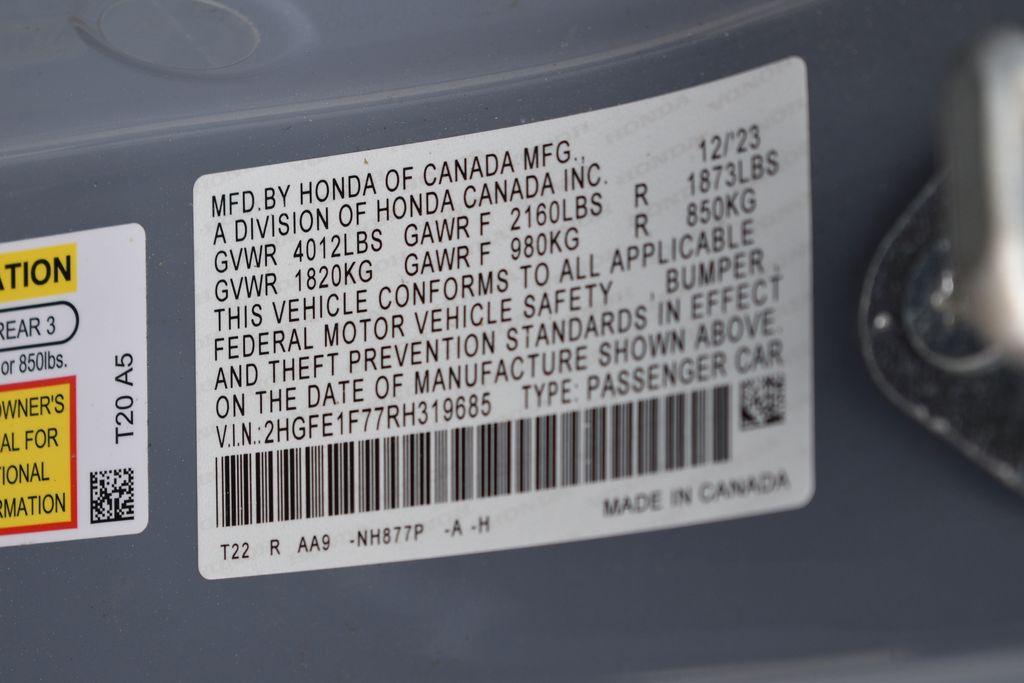 MFD.BY HONDA OF CANADA MFG., 12/'23
A DIVISION OF HONDA CANADA INC.
GVWR 4012LBS GAWR F 2160LBS R 1873LBS
GVWR 1820KG GAWR F 980KG R 850KG
THIS VEHICLE CONFORMS TO ALL APPLICABLE
FEDERAL MOTOR VEHICLE SAFETY , BUMPER ,
AND THEFT PREVENTION STANDARDS IN EFFECT
ON THE DATE OF MANUFACTURE SHOWN ABOVE.
V.I.N.:2HGFE1F77RH319685 TYPE: PASSENGER CAR
MADE IN CANADA
T22 R AA9 -NH877P -A -H
ATION
REAR 3
or 850lbs.
OWNER'S
AL FOR
IONAL
RMATION
T20 A5